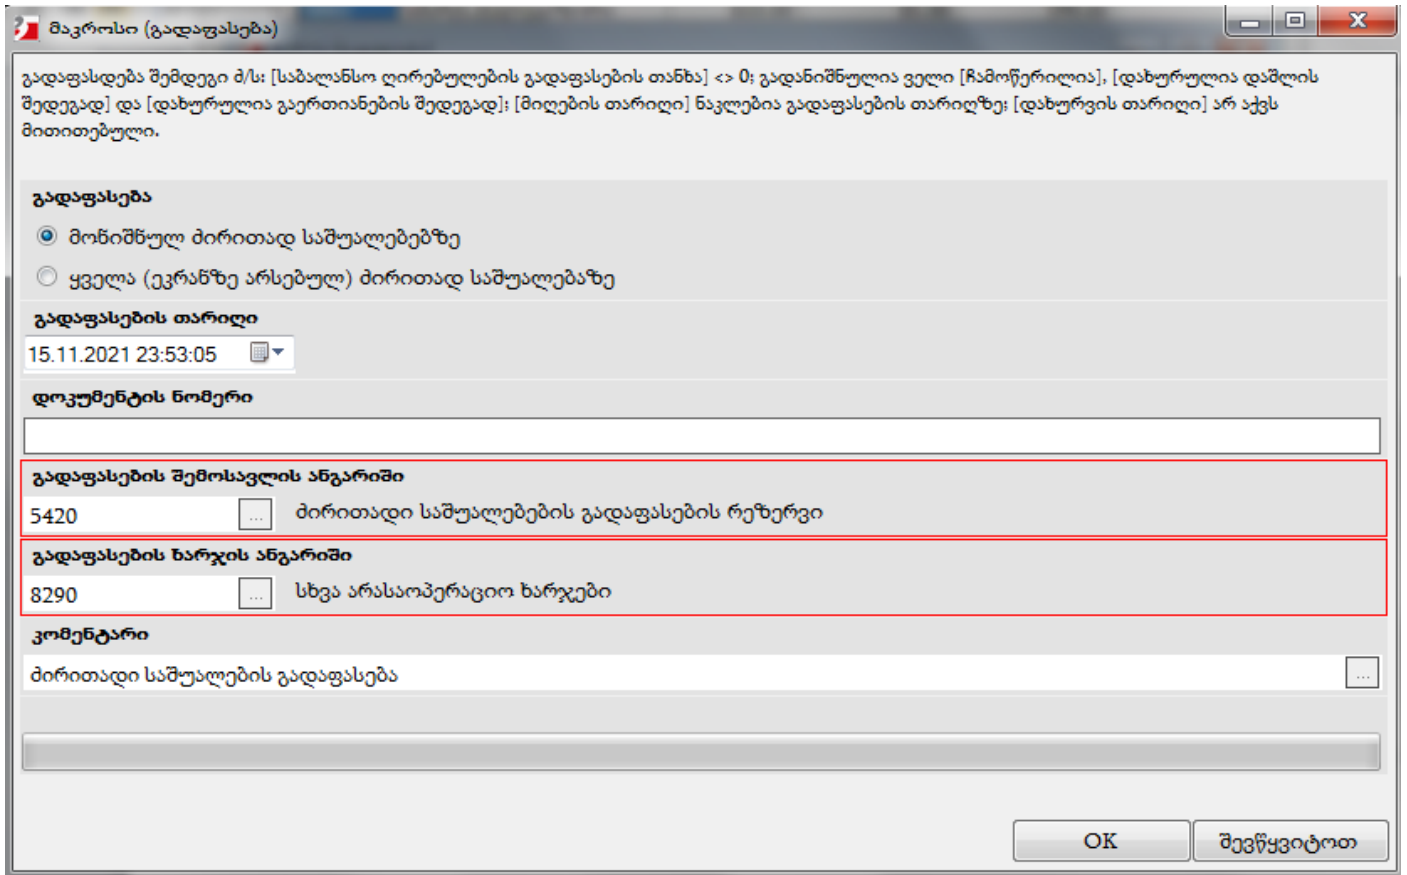 მაკროსი (გადაფასება)
გადაფასდება შემდეგი ძ/ს: [საბალანსო ღირებულების გადაფასების თანხა] <> 0; გადანიშნულია ველი [ჩამოწერილია], [დახურულია დაშლის
შედეგად] და [დახურულია გაერთიანების შედეგად]; [მიღების თარიღი] ნაკლებია გადაფასების თარიღზე; [დახურვის თარიღი] არ აქვს
მითითებული.
გადაფასება
მონიშნულ ძირითად საშუალებებზე
ყველა (ეკრანზე არსებულ) ძირითად საშუალებაზე
გადაფასების თარიღი
15.11.2021 23:53:05
დოკუმენტის ნომერი
გადაფასების შემოსავლის ანგარიში
5420 ... ძირითადი საშუალებების გადაფასების რეზერვი
გადაფასების ხარჯის ანგარიში
8290 ... სხვა არასაოპერაციო ხარჯები
კომენტარი
ძირითადი საშუალების გადაფასება ...
OK შევწყვიტოთ